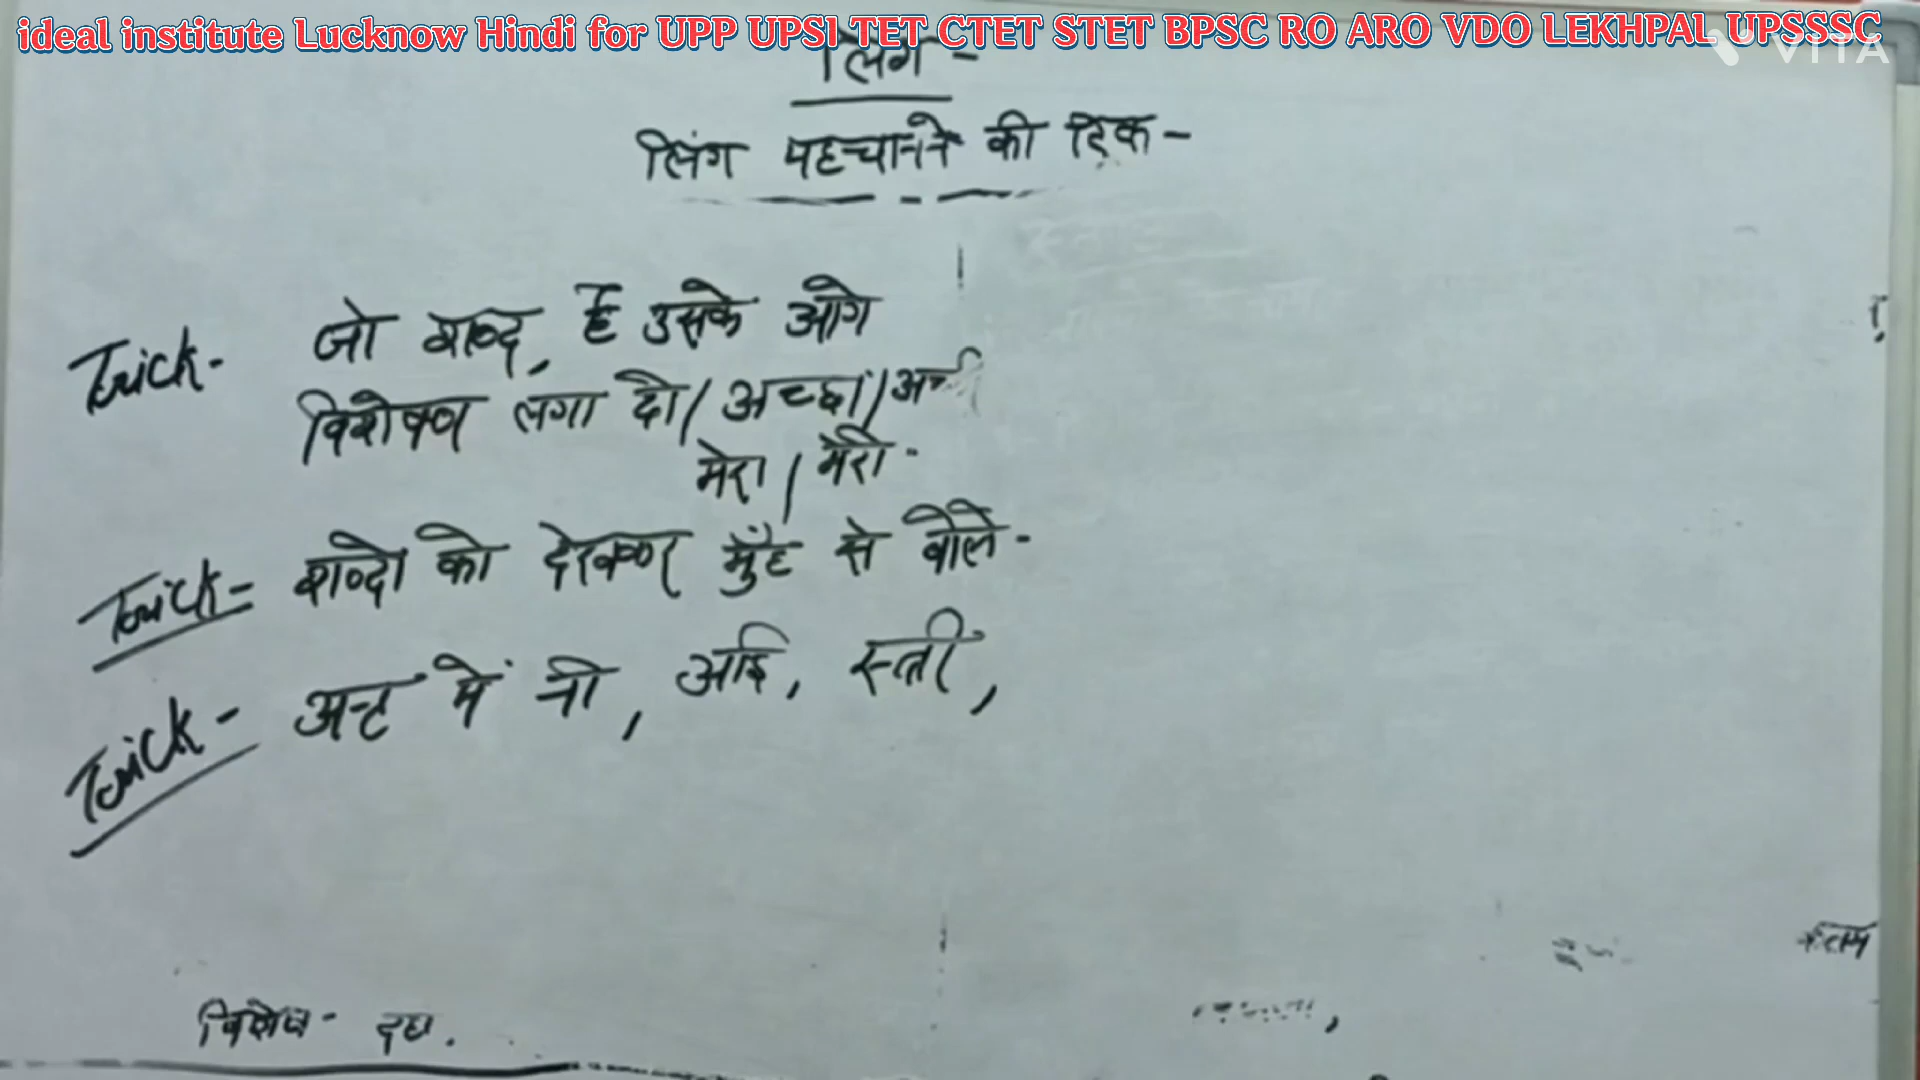 ideal institute Lucknow Hindi for UPP UPSI TET CTET STET BPSC RO ARO VDO LEKHPAL UPSSSC
VITA
लिंग -
लिंग पहचानने की ट्रिक -
Trick - जो शब्द, है उसके आगे
विशेषण लगा दो / अच्छा /
मेरा / मेरी -
Trick = शब्दो को देखकर मुँह से बोले -
Trick - अन्त में नी, आई, स्त्री,
विशेष -